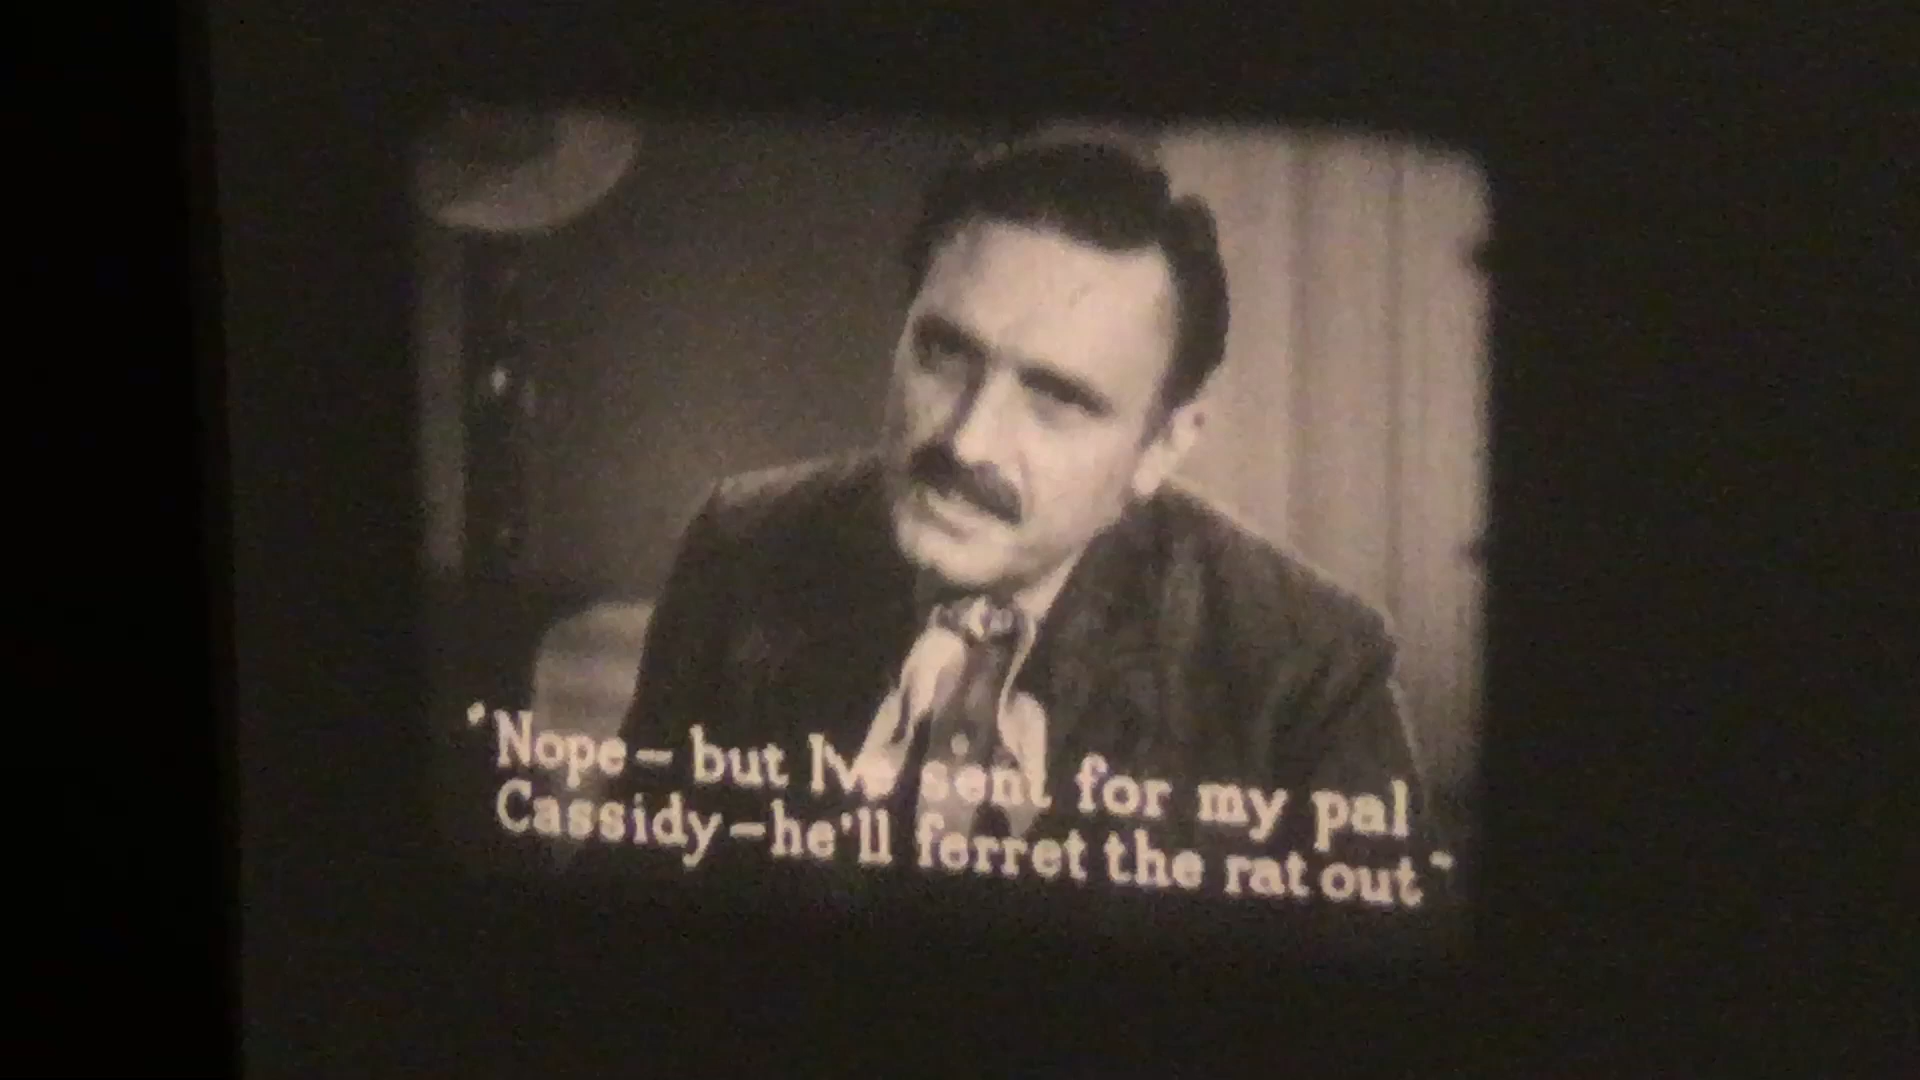 "Nope – but I've sent for my pal
Cassidy – he'll ferret the rat out"